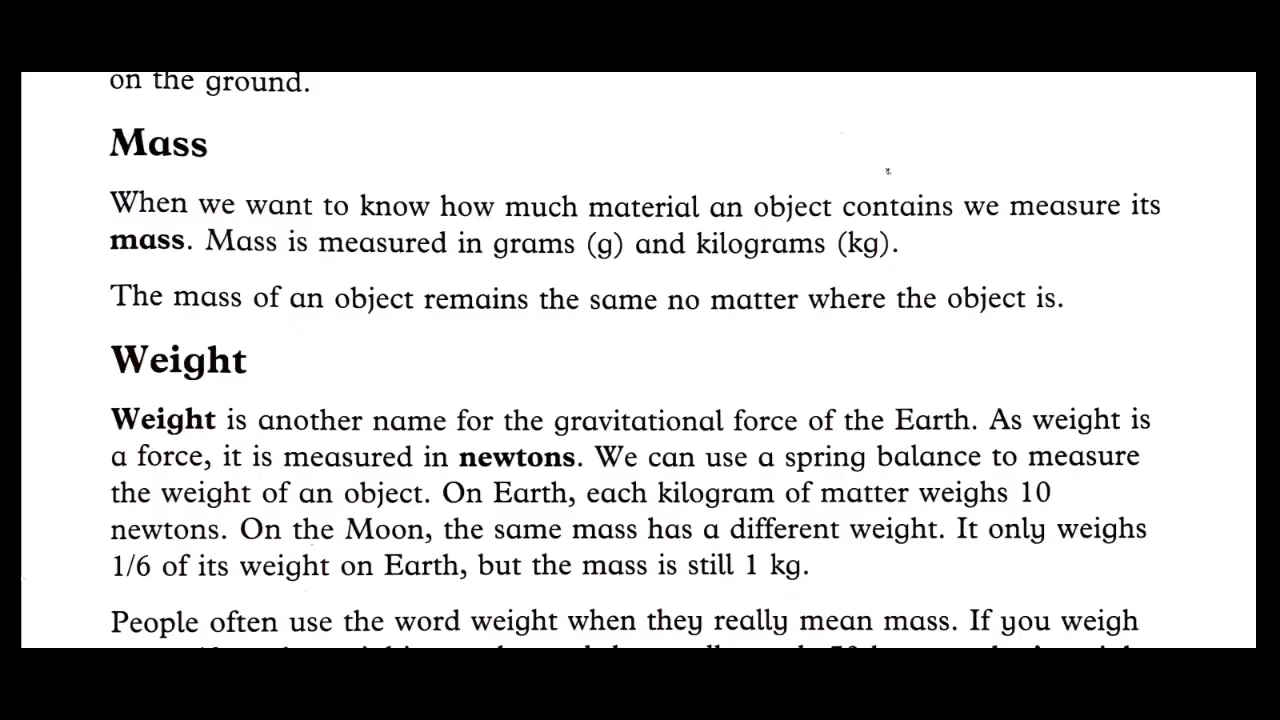 on the ground.
Mass
When we want to know how much material an object contains we measure its
mass. Mass is measured in grams (g) and kilograms (kg).
The mass of an object remains the same no matter where the object is.
Weight
Weight is another name for the gravitational force of the Earth. As weight is
a force, it is measured in newtons. We can use a spring balance to measure
the weight of an object. On Earth, each kilogram of matter weighs 10
newtons. On the Moon, the same mass has a different weight. It only weighs
1/6 of its weight on Earth, but the mass is still 1 kg.
People often use the word weight when they really mean mass. If you weigh